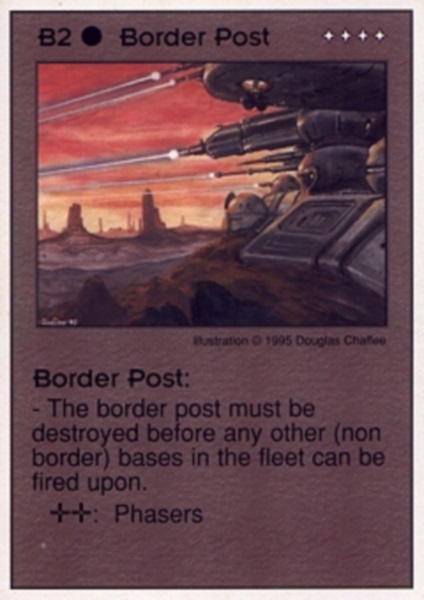 B2 ● Border Post ✦✦✦✦
Illustration © 1995 Douglas Chaffee
Border Post:
- The border post must be
destroyed before any other (non
border) bases in the fleet can be
fired upon.
✛✛: Phasers